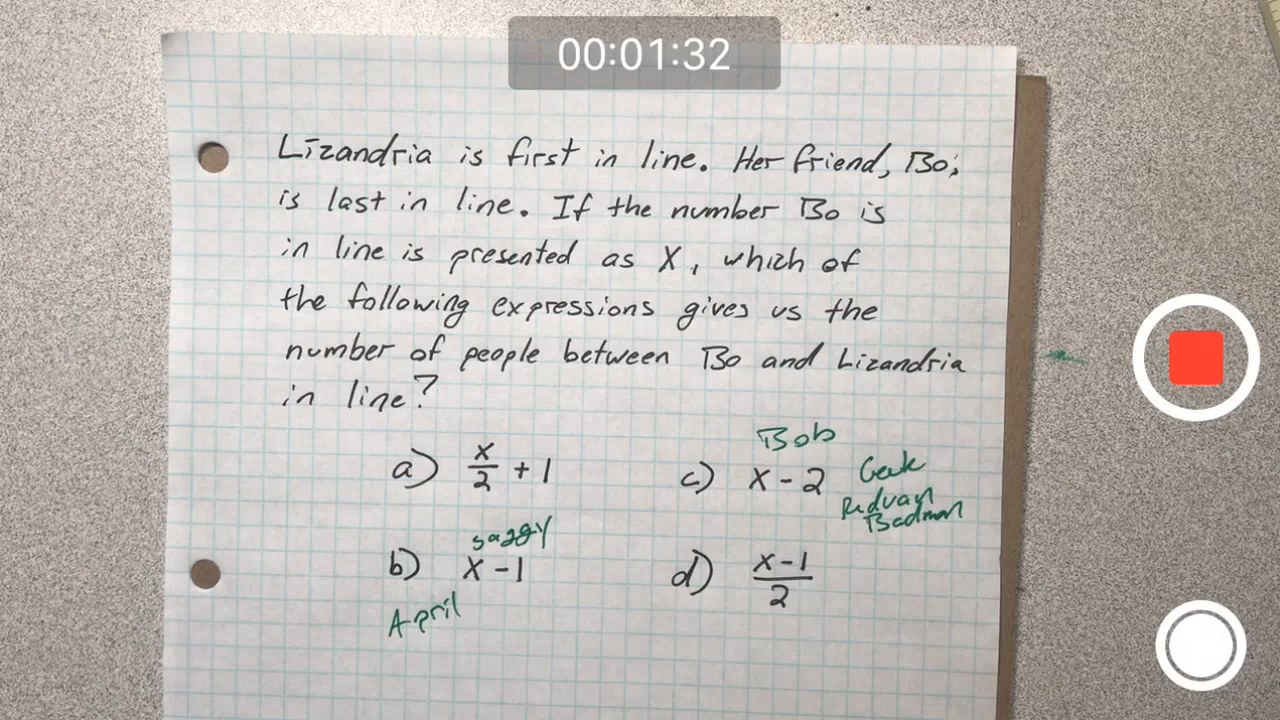 00:01:32
Lizandria is first in line. Her friend, Bo,
is last in line. If the number Bo is
in line is presented as X, which of
the following expressions gives us the
number of people between Bo and Lizandria
in line?
a) x/2 + 1
Bob
c) x - 2
Geek
Redvan
Badman
saggy
b) x - 1
April
d) x-1/2